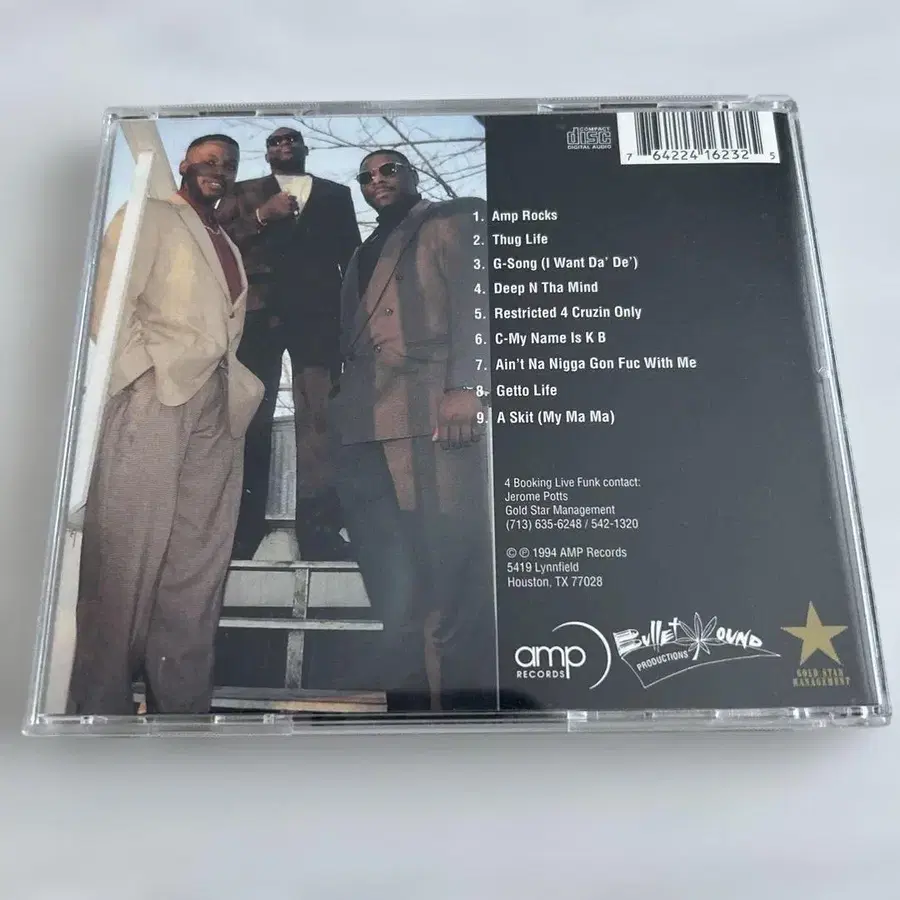 COMPACT
disc
DIGITAL AUDIO
7 64224 16232 5
1. Amp Rocks
2. Thug Life
3. G-Song (I Want Da' De')
4. Deep N Tha Mind
5. Restricted 4 Cruzin Only
6. C-My Name Is K B
7. Ain't Na Nigga Gon Fuc With Me
8. Getto Life
9. A Skit (My Ma Ma)
4 Booking Live Funk contact:
Jerome Potts
Gold Star Management
(713) 635-6248 / 542-1320
© ℗ 1994 AMP Records
5419 Lynnfield
Houston, TX 77028
amp
RECORDS
Bullet Wound
PRODUCTIONS
GOLD STAR
MANAGEMENT